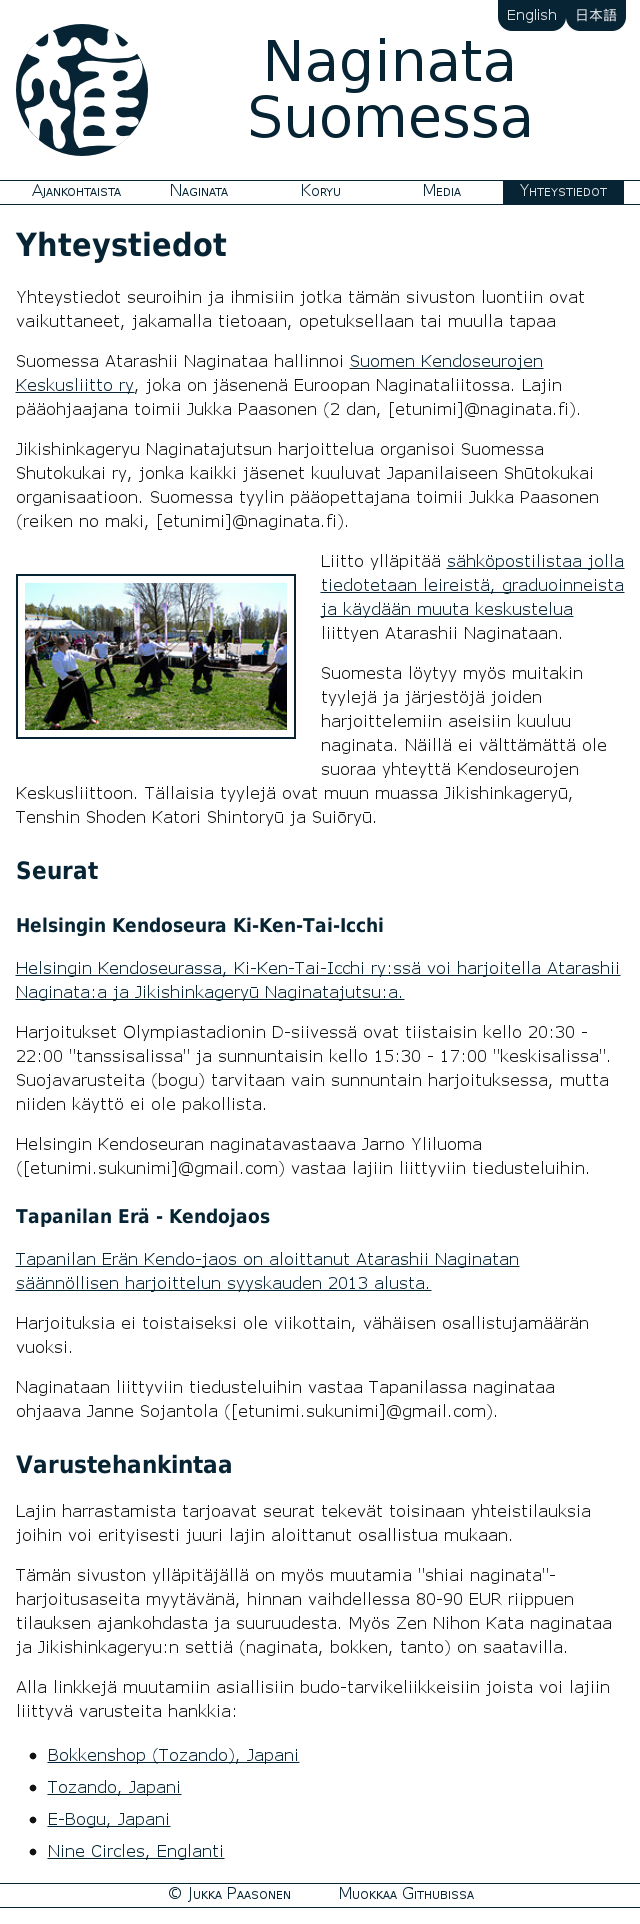 English 日本語
Naginata
Suomessa
Ajankohtaista Naginata Koryu Media Yhteystiedot
Yhteystiedot
Yhteystiedot seuroihin ja ihmisiin jotka tämän sivuston luontiin ovat
vaikuttaneet, jakamalla tietoaan, opetuksellaan tai muulla tapaa
Suomessa Atarashii Naginataa hallinnoi Suomen Kendoseurojen
Keskusliitto ry, joka on jäsenenä Euroopan Naginataliitossa. Lajin
pääohjaajana toimii Jukka Paasonen (2 dan, [etunimi]@naginata.fi).
Jikishinkageryu Naginatajutsun harjoittelua organisoi Suomessa
Shutokukai ry, jonka kaikki jäsenet kuuluvat Japanilaiseen Shūtokukai
organisaatioon. Suomessa tyylin pääopettajana toimii Jukka Paasonen
(reiken no maki, [etunimi]@naginata.fi).
Liitto ylläpitää sähköpostilistaa jolla
tiedotetaan leireistä, graduoinneista
ja käydään muuta keskustelua
liittyen Atarashii Naginataan.
Suomesta löytyy myös muitakin
tyylejä ja järjestöjä joiden
harjoittelemiin aseisiin kuuluu
naginata. Näillä ei välttämättä ole
suoraa yhteyttä Kendoseurojen
Keskusliittoon. Tällaisia tyylejä ovat muun muassa Jikishinkageryū,
Tenshin Shoden Katori Shintoryū ja Suiōryū.
Seurat
Helsingin Kendoseura Ki-Ken-Tai-Icchi
Helsingin Kendoseurassa, Ki-Ken-Tai-Icchi ry:ssä voi harjoitella Atarashii
Naginata:a ja Jikishinkageryū Naginatajutsu:a.
Harjoitukset Olympiastadionin D-siivessä ovat tiistaisin kello 20:30 -
22:00 "tanssisalissa" ja sunnuntaisin kello 15:30 - 17:00 "keskisalissa".
Suojavarusteita (bogu) tarvitaan vain sunnuntain harjoituksessa, mutta
niiden käyttö ei ole pakollista.
Helsingin Kendoseuran naginatavastaava Jarno Yliluoma
([etunimi.sukunimi]@gmail.com) vastaa lajiin liittyviin tiedusteluihin.
Tapanilan Erä - Kendojaos
Tapanilan Erän Kendo-jaos on aloittanut Atarashii Naginatan
säännöllisen harjoittelun syyskauden 2013 alusta.
Harjoituksia ei toistaiseksi ole viikottain, vähäisen osallistujamäärän
vuoksi.
Naginataan liittyviin tiedusteluihin vastaa Tapanilassa naginataa
ohjaava Janne Sojantola ([etunimi.sukunimi]@gmail.com).
Varustehankintaa
Lajin harrastamista tarjoavat seurat tekevät toisinaan yhteistilauksia
joihin voi erityisesti juuri lajin aloittanut osallistua mukaan.
Tämän sivuston ylläpitäjällä on myös muutamia "shiai naginata"-
harjoitusaseita myytävänä, hinnan vaihdellessa 80-90 EUR riippuen
tilauksen ajankohdasta ja suuruudesta. Myös Zen Nihon Kata naginataa
ja Jikishinkageryu:n settiä (naginata, bokken, tanto) on saatavilla.
Alla linkkejä muutamiin asiallisiin budo-tarvikeliikkeisiin joista voi lajiin
liittyvä varusteita hankkia:
Bokkenshop (Tozando), Japani
Tozando, Japani
E-Bogu, Japani
Nine Circles, Englanti
© Jukka Paasonen Muokkaa Githubissa